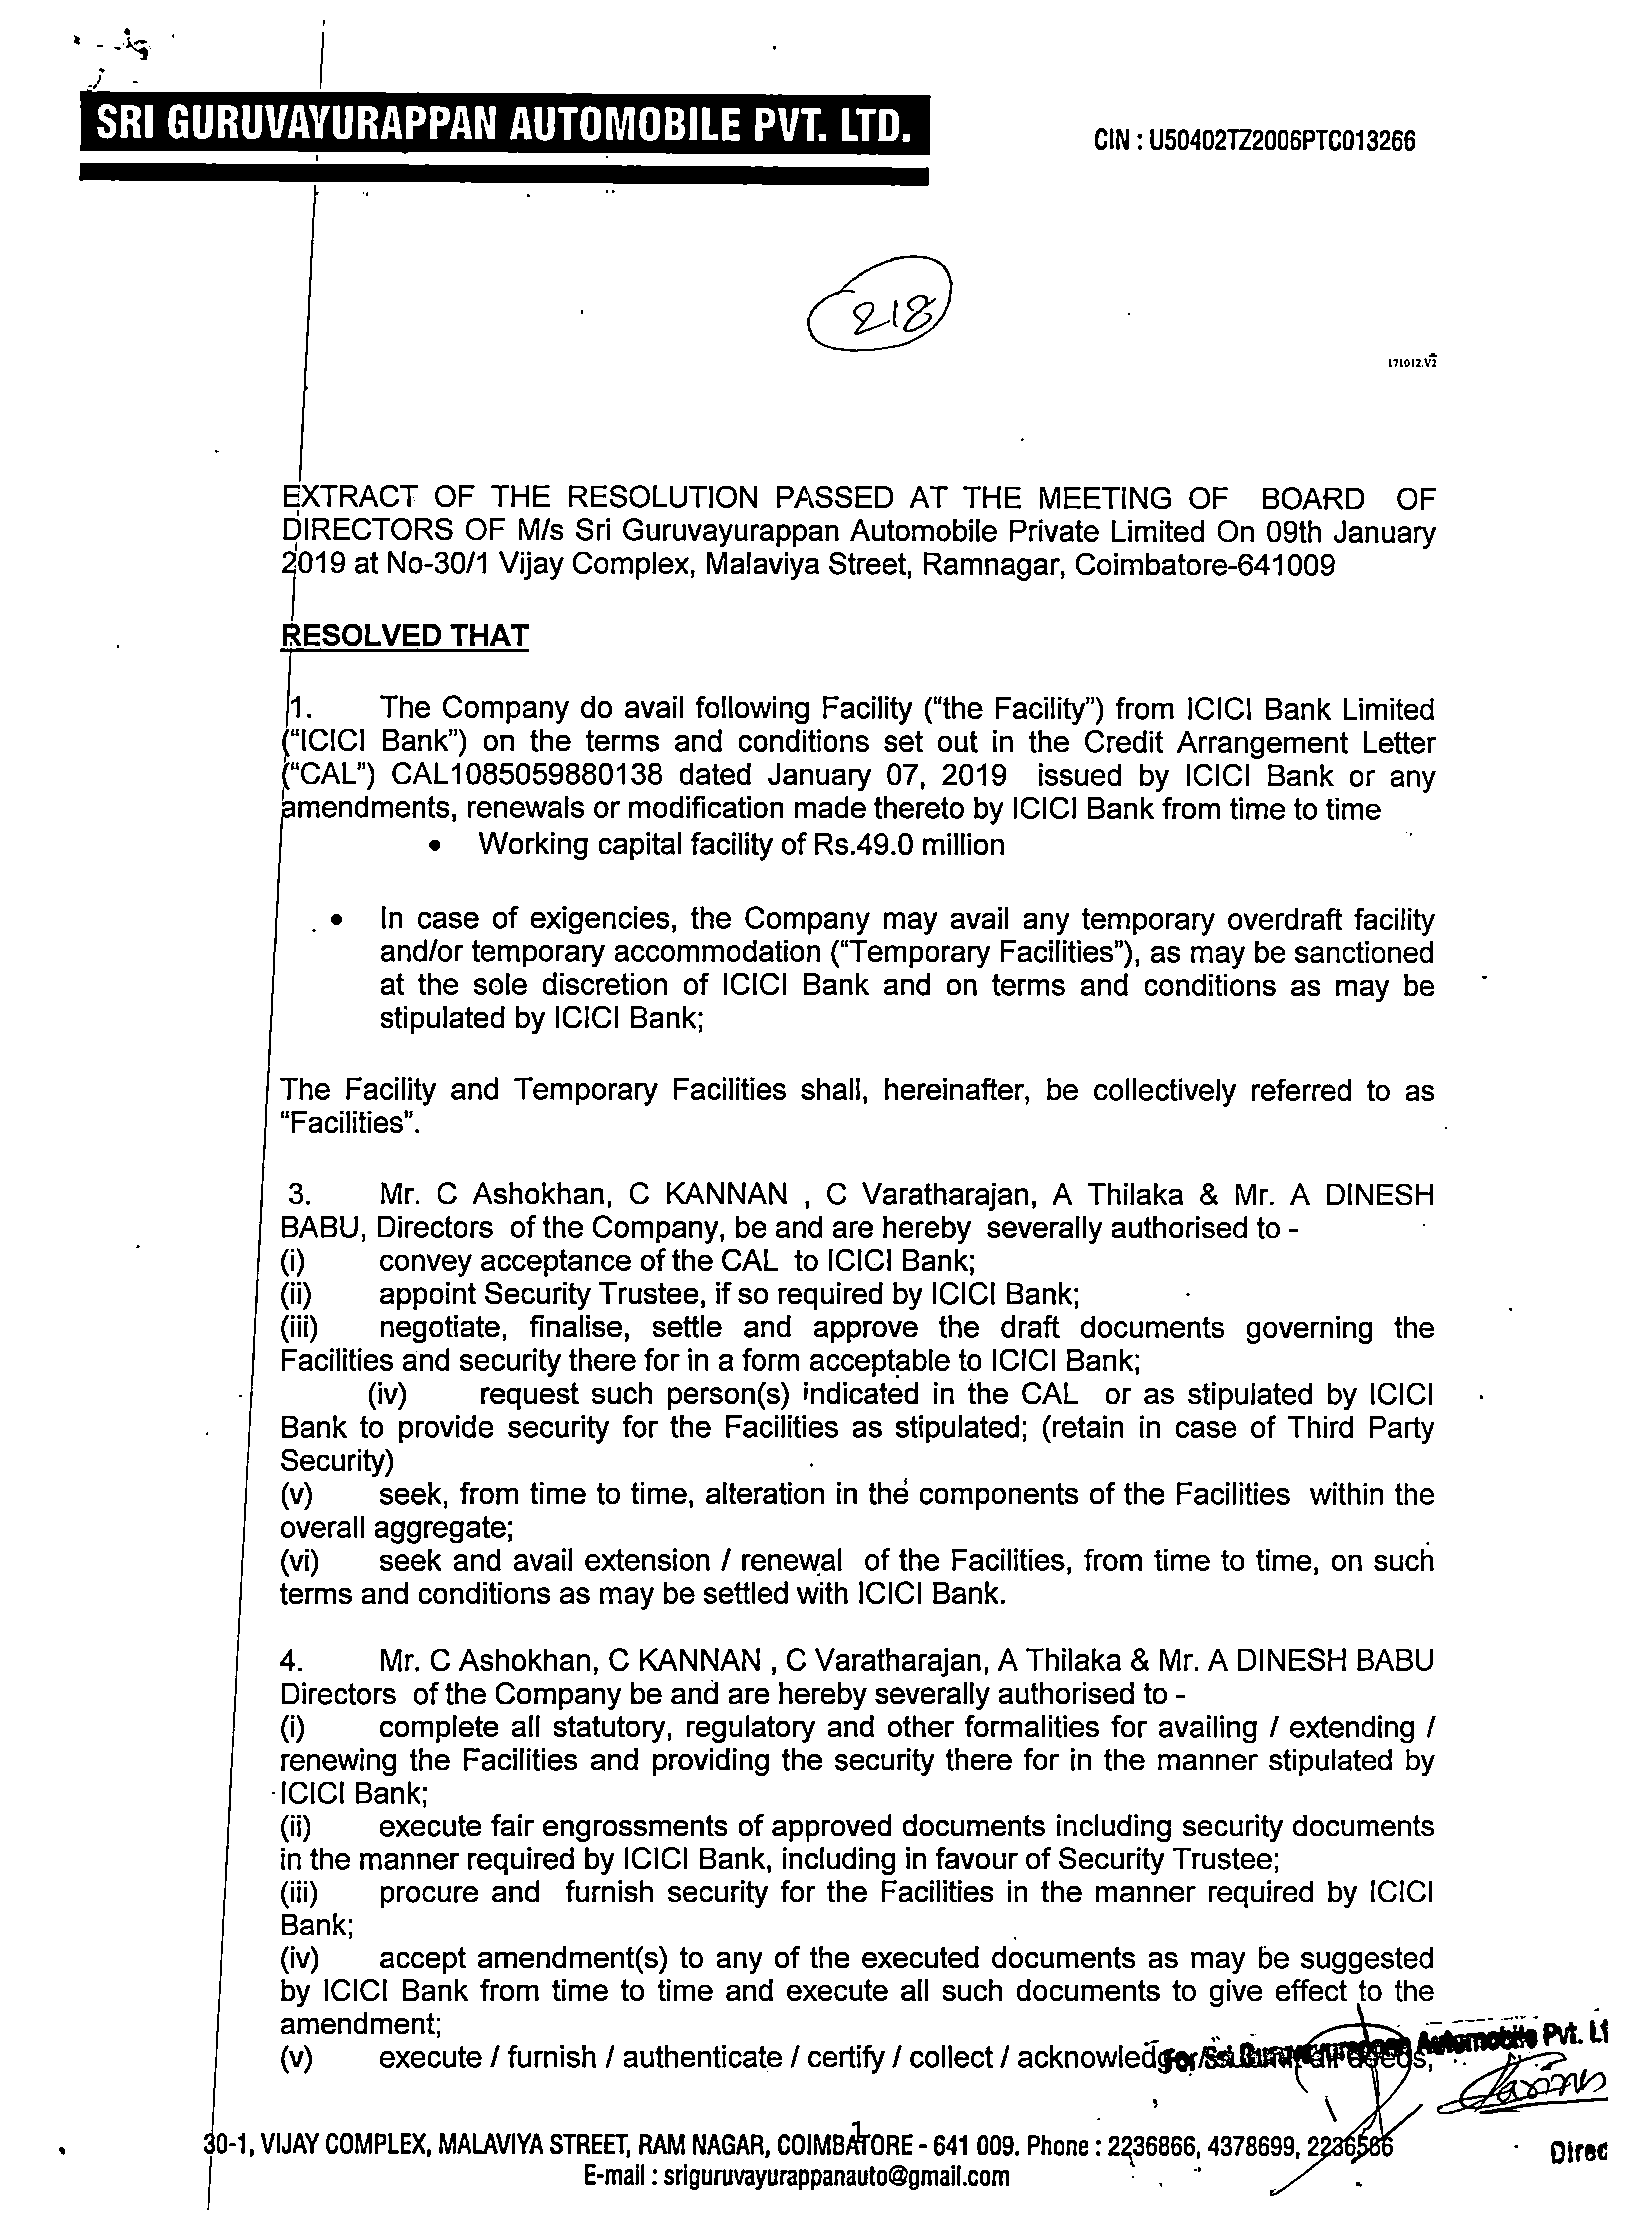 SRI GURUVAYURAPPAN AUTOMOBILE PVT. LTD.
CIN : U50402TZ2006PTC013266
218
171012.V2
EXTRACT OF THE RESOLUTION PASSED AT THE MEETING OF BOARD OF
DIRECTORS OF M/s Sri Guruvayurappan Automobile Private Limited On 09th January
2019 at No-30/1 Vijay Complex, Malaviya Street, Ramnagar, Coimbatore-641009
RESOLVED THAT
1. The Company do avail following Facility (“the Facility”) from ICICI Bank Limited
(“ICICI Bank”) on the terms and conditions set out in the Credit Arrangement Letter
(“CAL”) CAL1085059880138 dated January 07, 2019 issued by ICICI Bank or any
amendments, renewals or modification made thereto by ICICI Bank from time to time
• Working capital facility of Rs.49.0 million
• In case of exigencies, the Company may avail any temporary overdraft facility
and/or temporary accommodation (“Temporary Facilities”), as may be sanctioned
at the sole discretion of ICICI Bank and on terms and conditions as may be
stipulated by ICICI Bank;
The Facility and Temporary Facilities shall, hereinafter, be collectively referred to as
“Facilities”.
3. Mr. C Ashokhan, C KANNAN , C Varatharajan, A Thilaka & Mr. A DINESH
BABU, Directors of the Company, be and are hereby severally authorised to -
(i) convey acceptance of the CAL to ICICI Bank;
(ii) appoint Security Trustee, if so required by ICICI Bank;
(iii) negotiate, finalise, settle and approve the draft documents governing the
Facilities and security there for in a form acceptable to ICICI Bank;
(iv) request such person(s) indicated in the CAL or as stipulated by ICICI
Bank to provide security for the Facilities as stipulated; (retain in case of Third Party
Security)
(v) seek, from time to time, alteration in the components of the Facilities within the
overall aggregate;
(vi) seek and avail extension / renewal of the Facilities, from time to time, on such
terms and conditions as may be settled with ICICI Bank.
4. Mr. C Ashokhan, C KANNAN , C Varatharajan, A Thilaka & Mr. A DINESH BABU
Directors of the Company be and are hereby severally authorised to -
(i) complete all statutory, regulatory and other formalities for availing / extending /
renewing the Facilities and providing the security there for in the manner stipulated by
ICICI Bank;
(ii) execute fair engrossments of approved documents including security documents
in the manner required by ICICI Bank, including in favour of Security Trustee;
(iii) procure and furnish security for the Facilities in the manner required by ICICI
Bank;
(iv) accept amendment(s) to any of the executed documents as may be suggested
by ICICI Bank from time to time and execute all such documents to give effect to the
amendment;
(v) execute / furnish / authenticate / certify / collect /
Automobile Pvt. Lt
1
30-1, VIJAY COMPLEX, MALAVIYA STREET, RAM NAGAR, COIMBATORE - 641 009. Phone : 2236866, 4378699, 2236586
Direc
E-mail : sriguruvayurappanauto@gmail.com